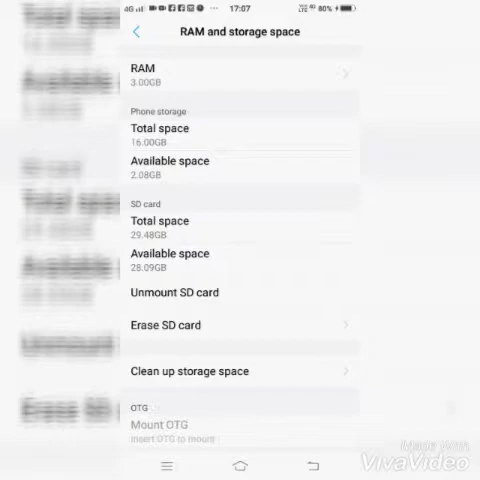 4G 17:07 4G 80%
RAM and storage space
RAM
3.00GB
Phone storage
Total space
16.00GB
Available space
2.08GB
SD card
Total space
29.48GB
Available space
28.09GB
Unmount SD card
Erase SD card
Clean up storage space
OTG
Mount OTG
Insert OTG to mount
Made With
VivaVideo